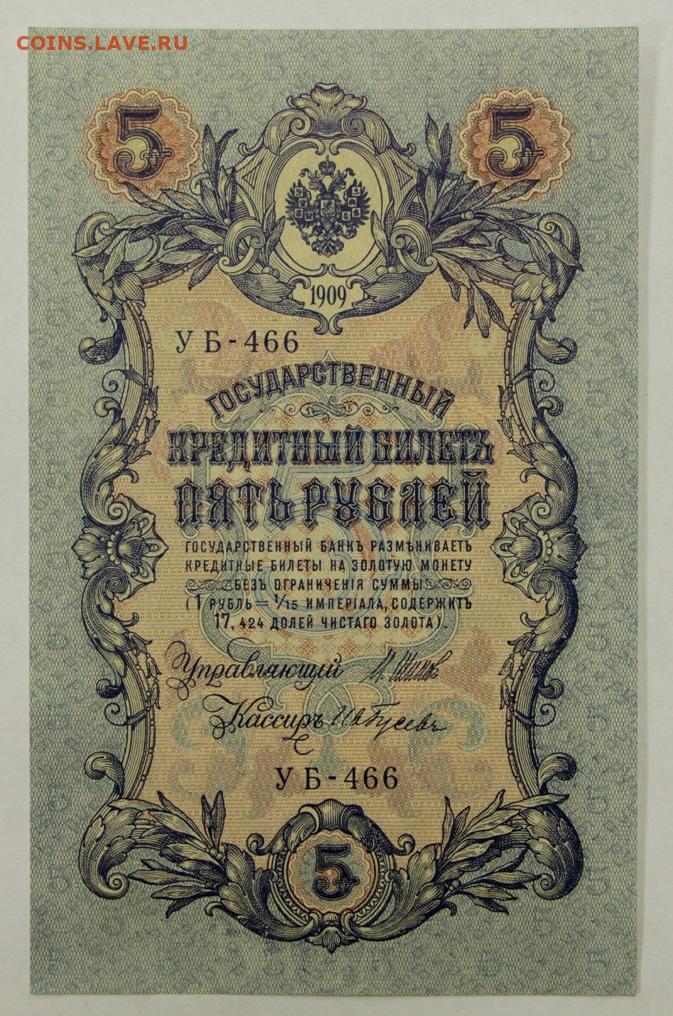 COINS.LAVE.RU
5 5
1909
УБ-466
ГОСУДАРСТВЕННЫЙ
КРЕДИТНЫЙ БИЛЕТЪ
ПЯТЬ РУБЛЕЙ
ГОСУДАРСТВЕННЫЙ БАНКЪ РАЗМѢНИВАЕТЪ
КРЕДИТНЫЕ БИЛЕТЫ НА ЗОЛОТУЮ МОНЕТУ
БЕЗЪ ОГРАНИЧЕНІЯ СУММЫ
(1 РУБЛЬ = 1/15 ИМПЕРІАЛА, СОДЕРЖИТЪ
17,424 ДОЛЕЙ ЧИСТАГО ЗОЛОТА).
Управляющий И. Шипов
Кассиръ
УБ-466
5